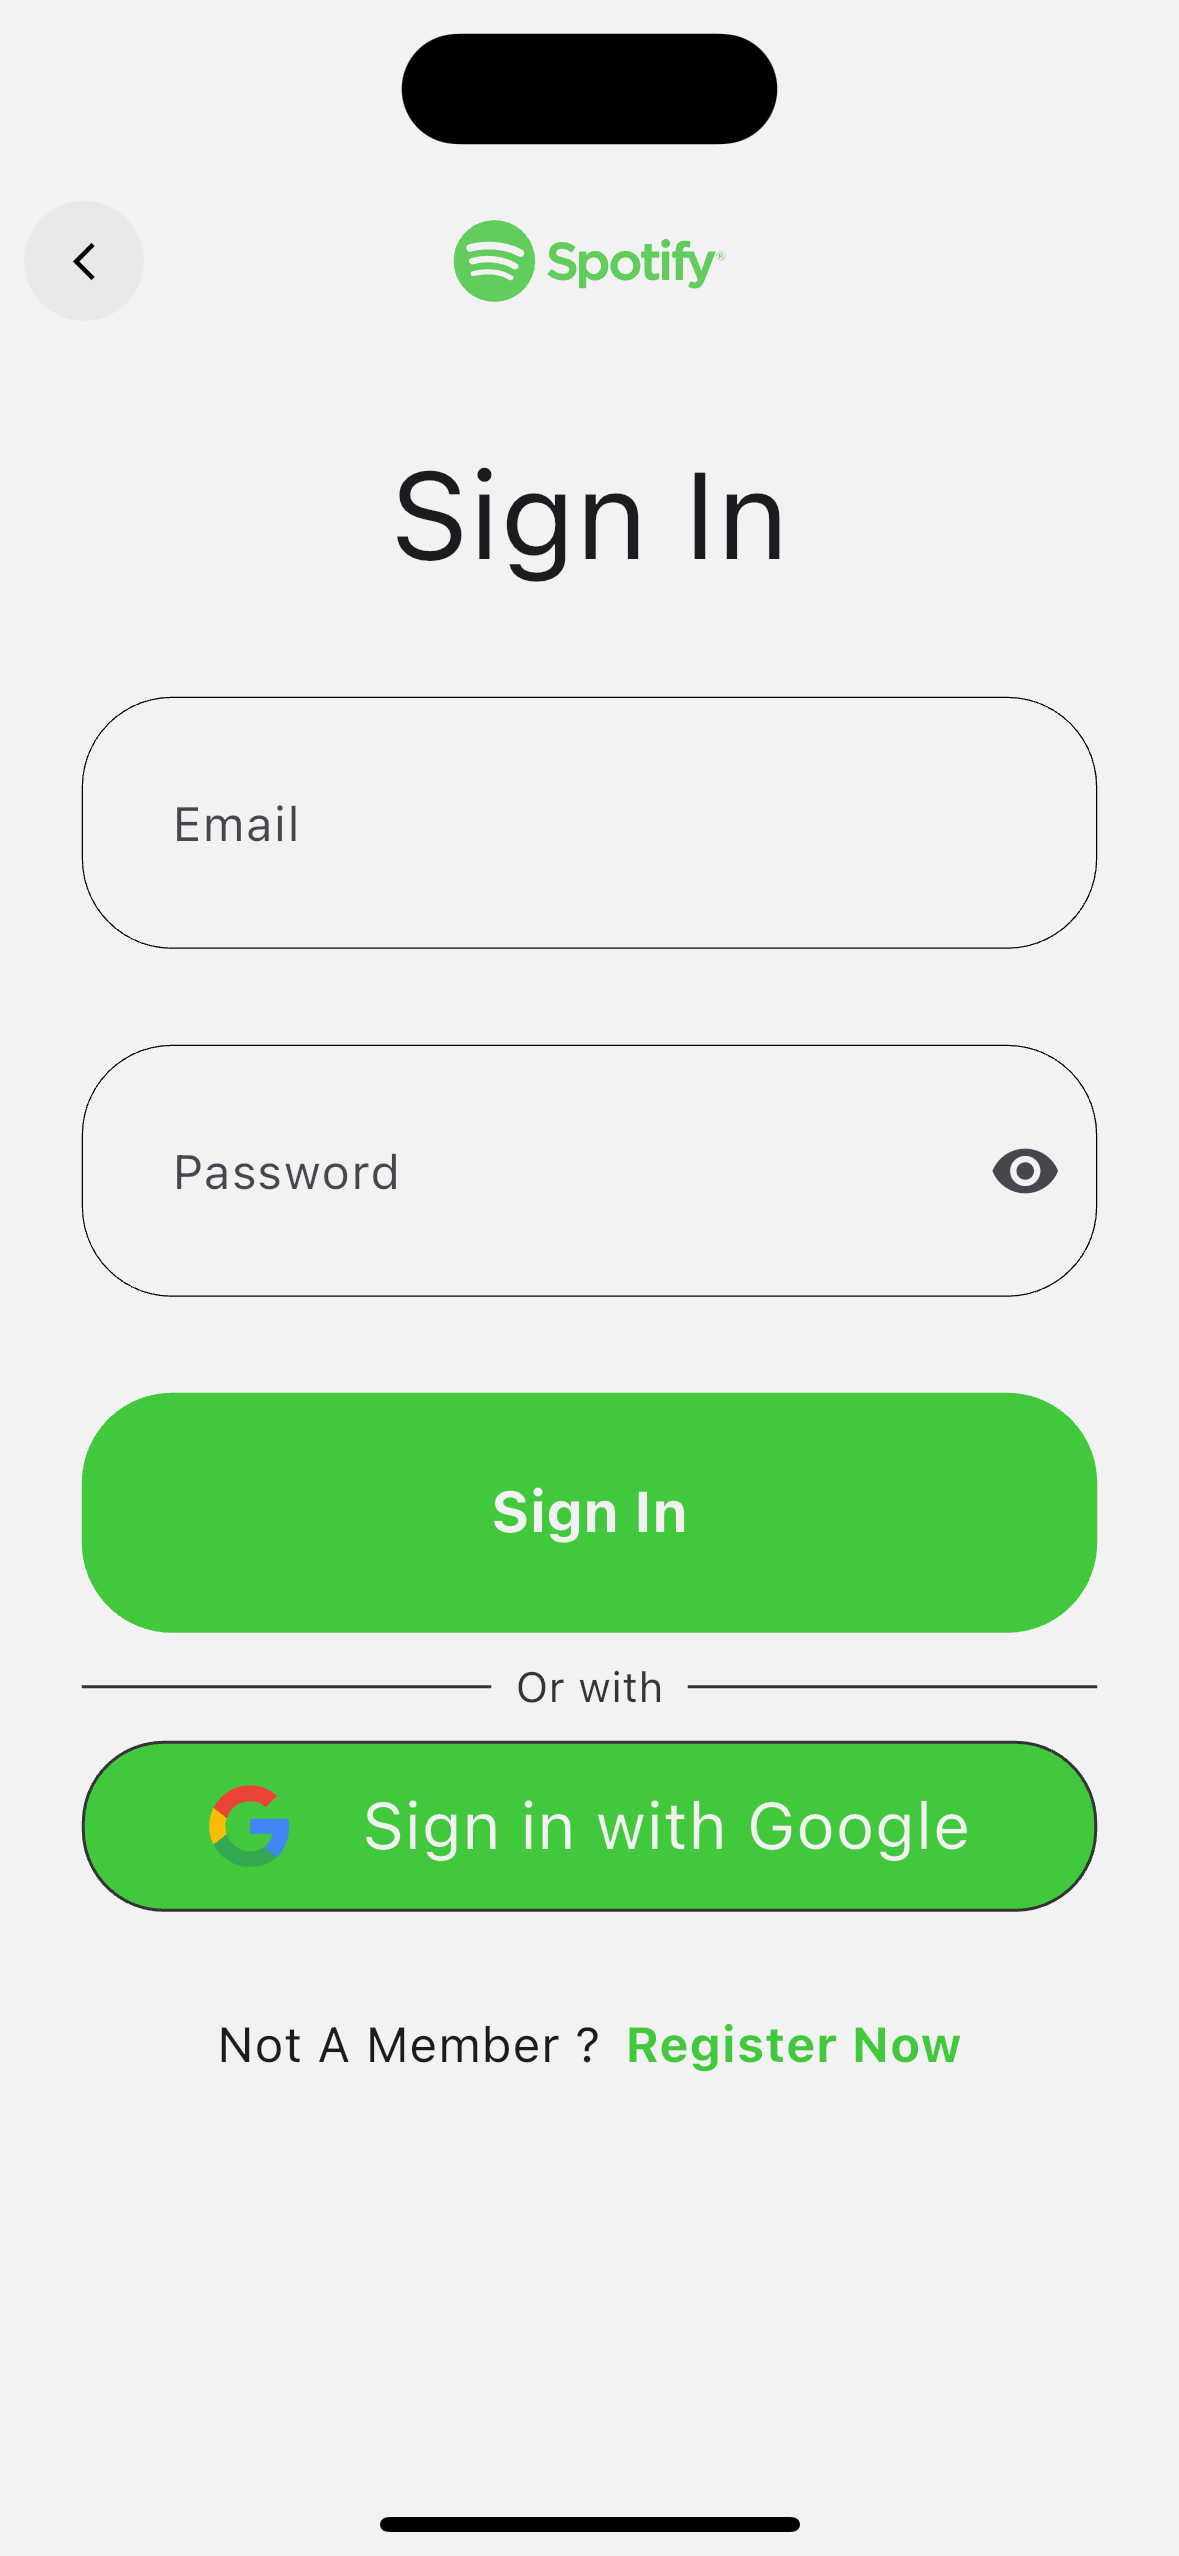 Spotify®
Sign In
Email
Password
Sign In
Or with
Sign in with Google
Not A Member ? Register Now